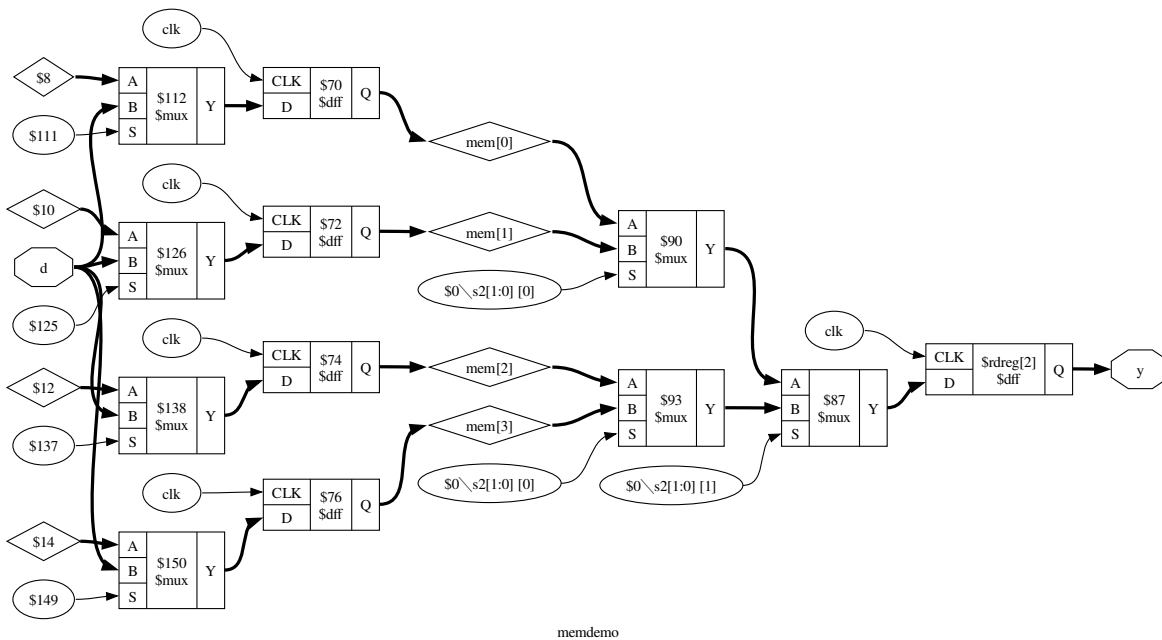 clk
$8
A
B
S
$112
$mux
Y
$111
CLK
D
$70
$dff
Q
mem[0]
$10
d
$125
A
B
S
$126
$mux
Y
clk
CLK
D
$72
$dff
Q
mem[1]
$0\s2[1:0] [0]
A
B
S
$90
$mux
Y
$12
$137
A
B
S
$138
$mux
Y
clk
CLK
D
$74
$dff
Q
mem[2]
mem[3]
$0\s2[1:0] [0]
A
B
S
$93
$mux
Y
$0\s2[1:0] [1]
A
B
S
$87
$mux
Y
clk
CLK
D
$rdreg[2]
$dff
Q
y
$14
$149
A
B
S
$150
$mux
Y
clk
CLK
D
$76
$dff
Q
memdemo